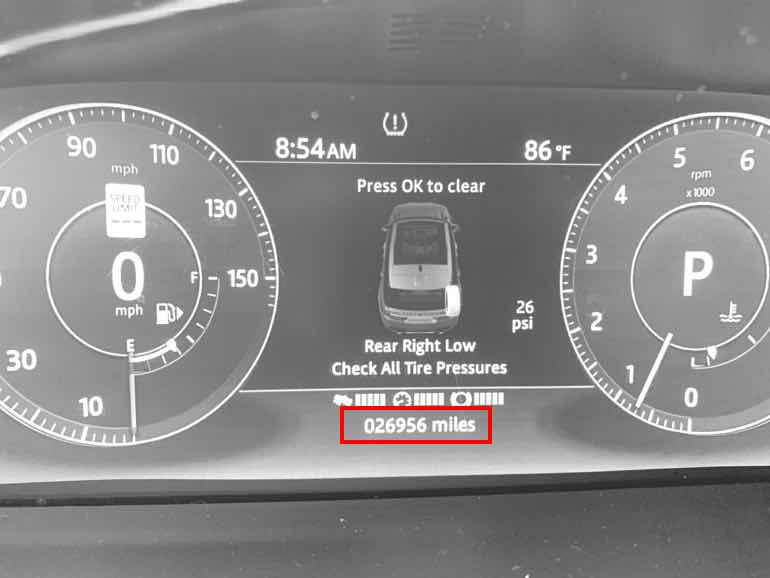 90
110
mph
70
SPEED
LIMIT
130
150
0
mph
F
E
30
10
8:54AM
86 °F
Press OK to clear
26
psi
Rear Right Low
Check All Tire Pressures
026956 miles
5
6
rpm
x1000
4
3
P
2
1
0